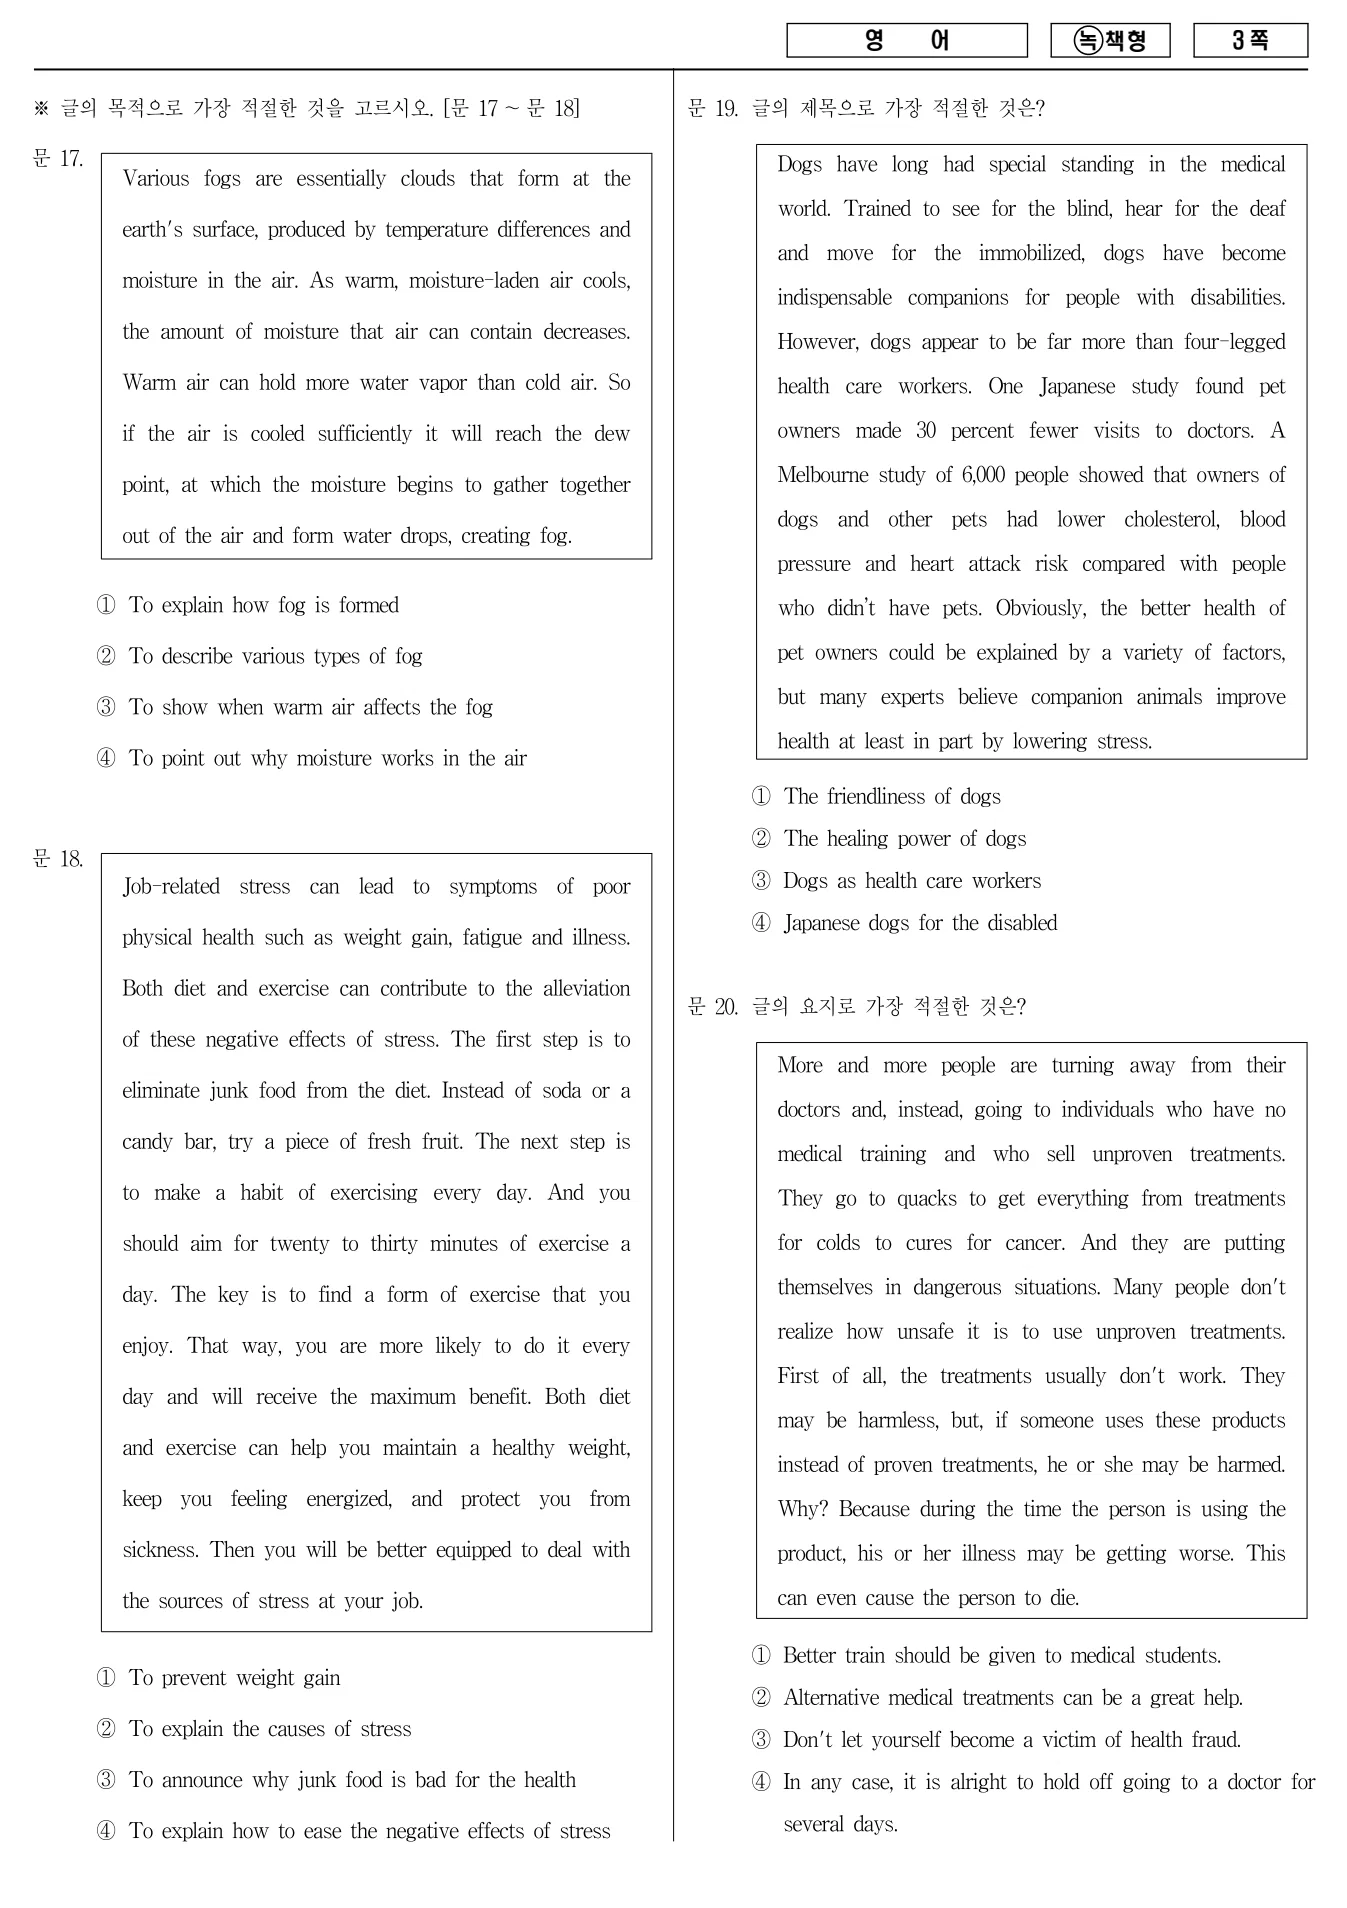 영 어
녹책형
3쪽
※ 글의 목적으로 가장 적절한 것을 고르시오. [문 17 ~ 문 18]
문 17.
Various fogs are essentially clouds that form at the
earth's surface, produced by temperature differences and
moisture in the air. As warm, moisture-laden air cools,
the amount of moisture that air can contain decreases.
Warm air can hold more water vapor than cold air. So
if the air is cooled sufficiently it will reach the dew
point, at which the moisture begins to gather together
out of the air and form water drops, creating fog.
① To explain how fog is formed
② To describe various types of fog
③ To show when warm air affects the fog
④ To point out why moisture works in the air
문 18.
Job-related stress can lead to symptoms of poor
physical health such as weight gain, fatigue and illness.
Both diet and exercise can contribute to the alleviation
of these negative effects of stress. The first step is to
eliminate junk food from the diet. Instead of soda or a
candy bar, try a piece of fresh fruit. The next step is
to make a habit of exercising every day. And you
should aim for twenty to thirty minutes of exercise a
day. The key is to find a form of exercise that you
enjoy. That way, you are more likely to do it every
day and will receive the maximum benefit. Both diet
and exercise can help you maintain a healthy weight,
keep you feeling energized, and protect you from
sickness. Then you will be better equipped to deal with
the sources of stress at your job.
① To prevent weight gain
② To explain the causes of stress
③ To announce why junk food is bad for the health
④ To explain how to ease the negative effects of stress
문 19. 글의 제목으로 가장 적절한 것은?
Dogs have long had special standing in the medical
world. Trained to see for the blind, hear for the deaf
and move for the immobilized, dogs have become
indispensable companions for people with disabilities.
However, dogs appear to be far more than four-legged
health care workers. One Japanese study found pet
owners made 30 percent fewer visits to doctors. A
Melbourne study of 6,000 people showed that owners of
dogs and other pets had lower cholesterol, blood
pressure and heart attack risk compared with people
who didn't have pets. Obviously, the better health of
pet owners could be explained by a variety of factors,
but many experts believe companion animals improve
health at least in part by lowering stress.
① The friendliness of dogs
② The healing power of dogs
③ Dogs as health care workers
④ Japanese dogs for the disabled
문 20. 글의 요지로 가장 적절한 것은?
More and more people are turning away from their
doctors and, instead, going to individuals who have no
medical training and who sell unproven treatments.
They go to quacks to get everything from treatments
for colds to cures for cancer. And they are putting
themselves in dangerous situations. Many people don't
realize how unsafe it is to use unproven treatments.
First of all, the treatments usually don't work. They
may be harmless, but, if someone uses these products
instead of proven treatments, he or she may be harmed.
Why? Because during the time the person is using the
product, his or her illness may be getting worse. This
can even cause the person to die.
① Better train should be given to medical students.
② Alternative medical treatments can be a great help.
③ Don't let yourself become a victim of health fraud.
④ In any case, it is alright to hold off going to a doctor for
several days.